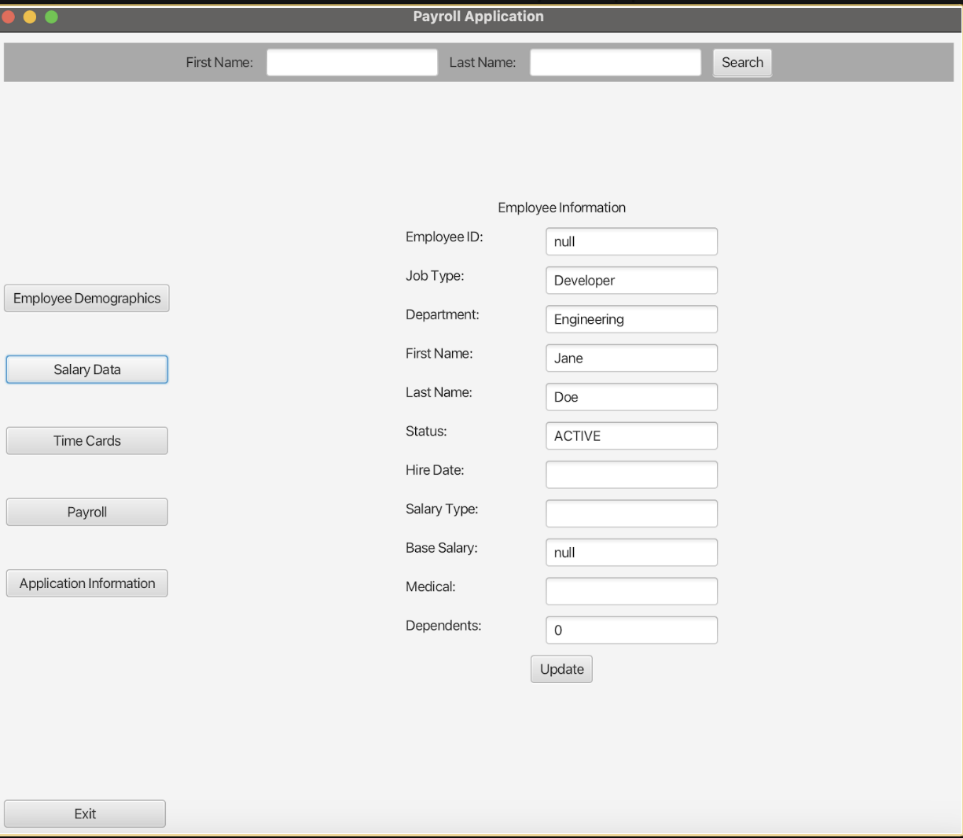 Payroll Application
First Name: Last Name: Search
Employee Information
Employee ID: null
Job Type: Developer
Department: Engineering
First Name: Jane
Last Name: Doe
Status: ACTIVE
Hire Date:
Salary Type:
Base Salary: null
Medical:
Dependents: 0
Update
Employee Demographics
Salary Data
Time Cards
Payroll
Application Information
Exit